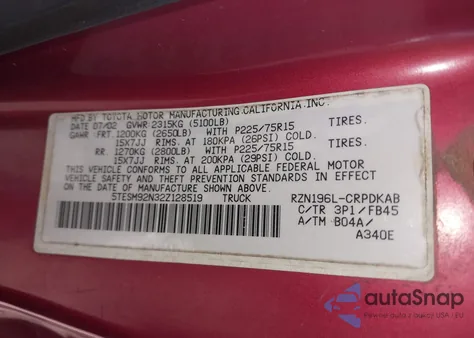 MFD. BY TOYOTA MOTOR MANUFACTURING,CALIFORNIA.INC.
DATE 07/02 GVWR 2315KG (5100LB)
GAWR FRT. 1200KG (2650LB) WITH P225/75R15 TIRES.
15X7JJ RIMS. AT 180KPA (26PSI) COLD.
RR. 1270KG (2800LB) WITH P225/75R15 TIRES.
15X7JJ RIMS. AT 200KPA (29PSI) COLD.
THIS VEHICLE CONFORMS TO ALL APPLICABLE FEDERAL MOTOR
VEHICLE SAFETY AND THEFT PREVENTION STANDARDS IN EFFECT
ON THE DATE OF MANUFACTURE SHOWN ABOVE.
5TESM92N32Z128519 TRUCK
RZN196L-CRPDKAB
C/TR 3P1/FB45
A/TM B04A/
A340E
autoSnap